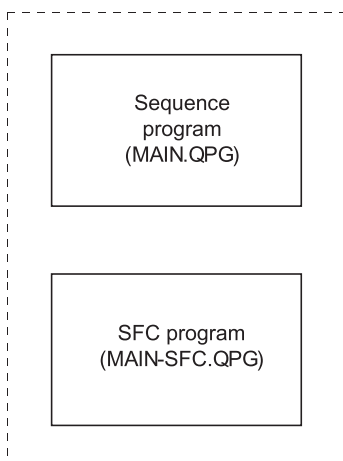 Sequence
program
(MAIN.QPG)
SFC program
(MAIN-SFC.QPG)